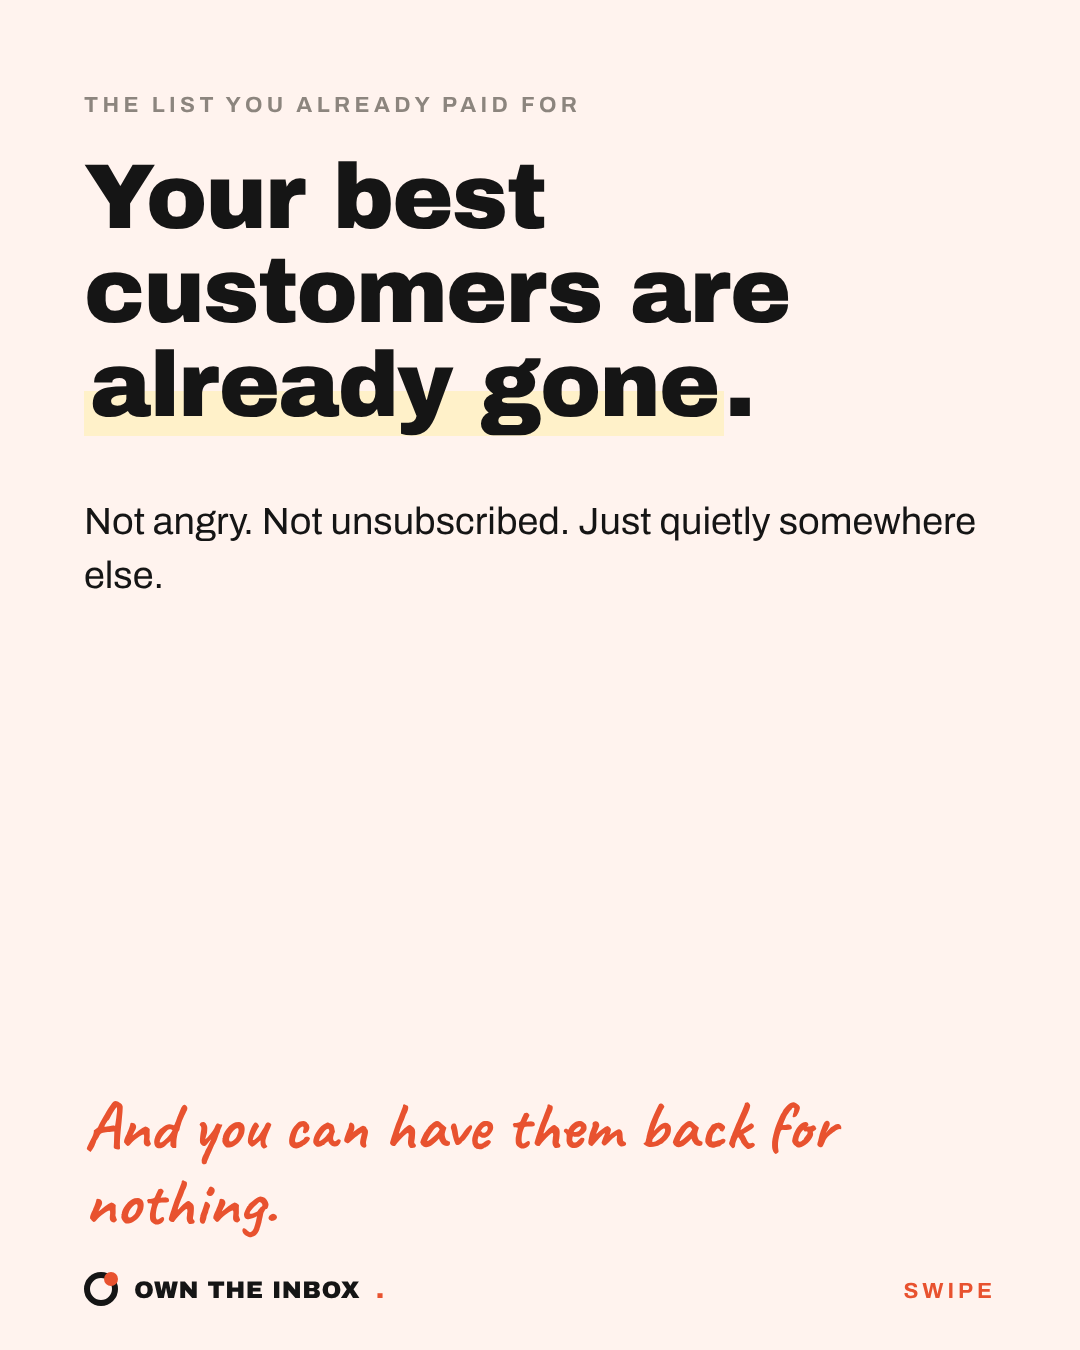 THE LIST YOU ALREADY PAID FOR
Your best
customers are
already gone.
Not angry. Not unsubscribed. Just quietly somewhere
else.
And you can have them back for
nothing.
OWN THE INBOX .
SWIPE